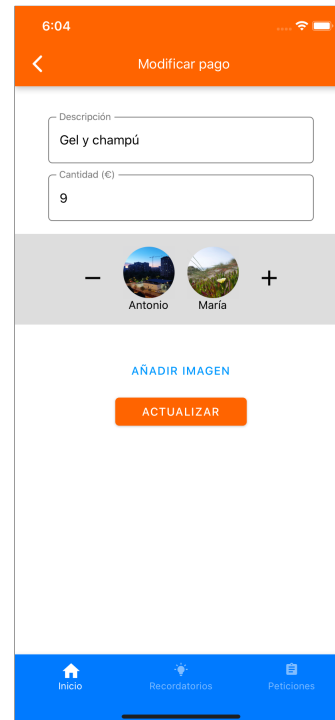 6:04
Modificar pago
Descripción
Gel y champú
Cantidad (€)
9
Antonio María
AÑADIR IMAGEN
ACTUALIZAR
Inicio Recordatorios Peticiones